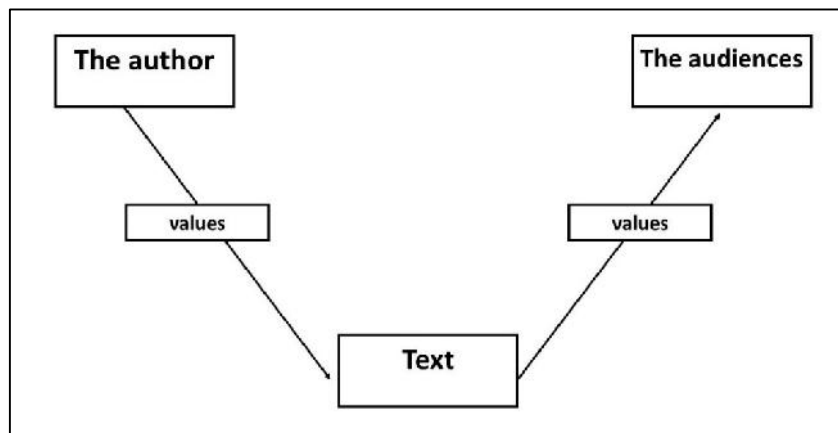 The author
The audiences
values
values
Text